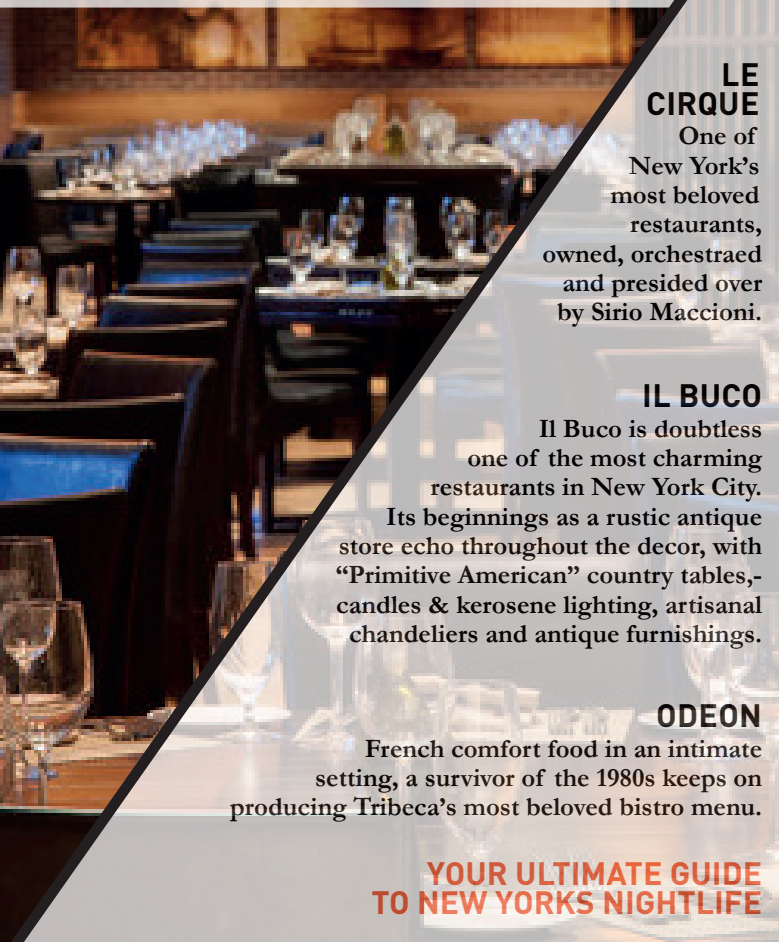 LE
CIRQUE
One of
New York's
most beloved
restaurants,
owned, orchestraed
and presided over
by Sirio Maccioni.
IL BUCO
Il Buco is doubtless
one of the most charming
restaurants in New York City.
Its beginnings as a rustic antique
store echo throughout the decor, with
“Primitive American” country tables,-
candles & kerosene lighting, artisanal
chandeliers and antique furnishings.
ODEON
French comfort food in an intimate
setting, a survivor of the 1980s keeps on
producing Tribeca's most beloved bistro menu.
YOUR ULTIMATE GUIDE
TO NEW YORKS NIGHTLIFE